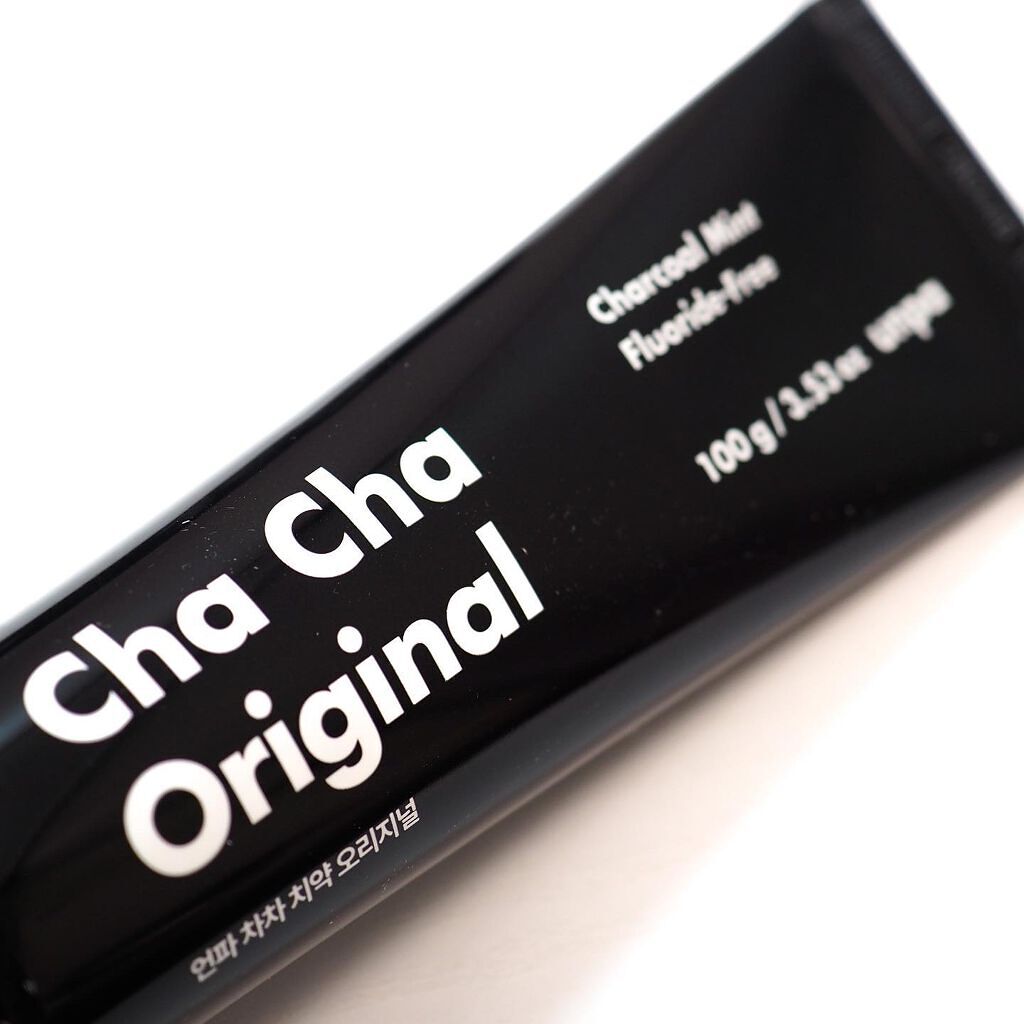 Cha Cha
Original
언파 차차 치약 오리지널
Charcoal Mint
Fluoride-Free
100 g / 3.53 oz unpa